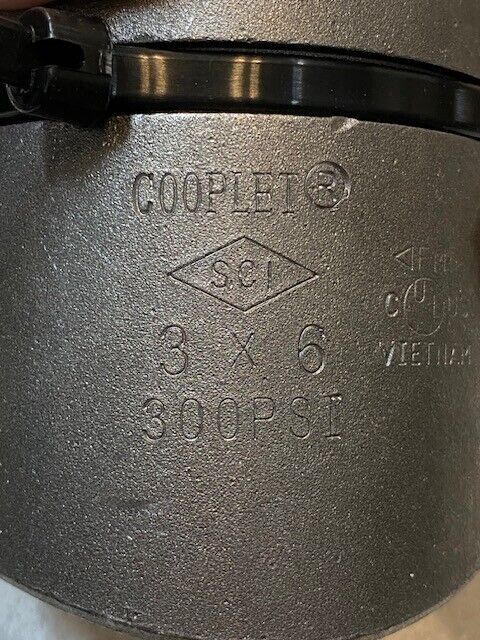 COOPLET®
SCI
3 X 6
300PSI
VIETNAM